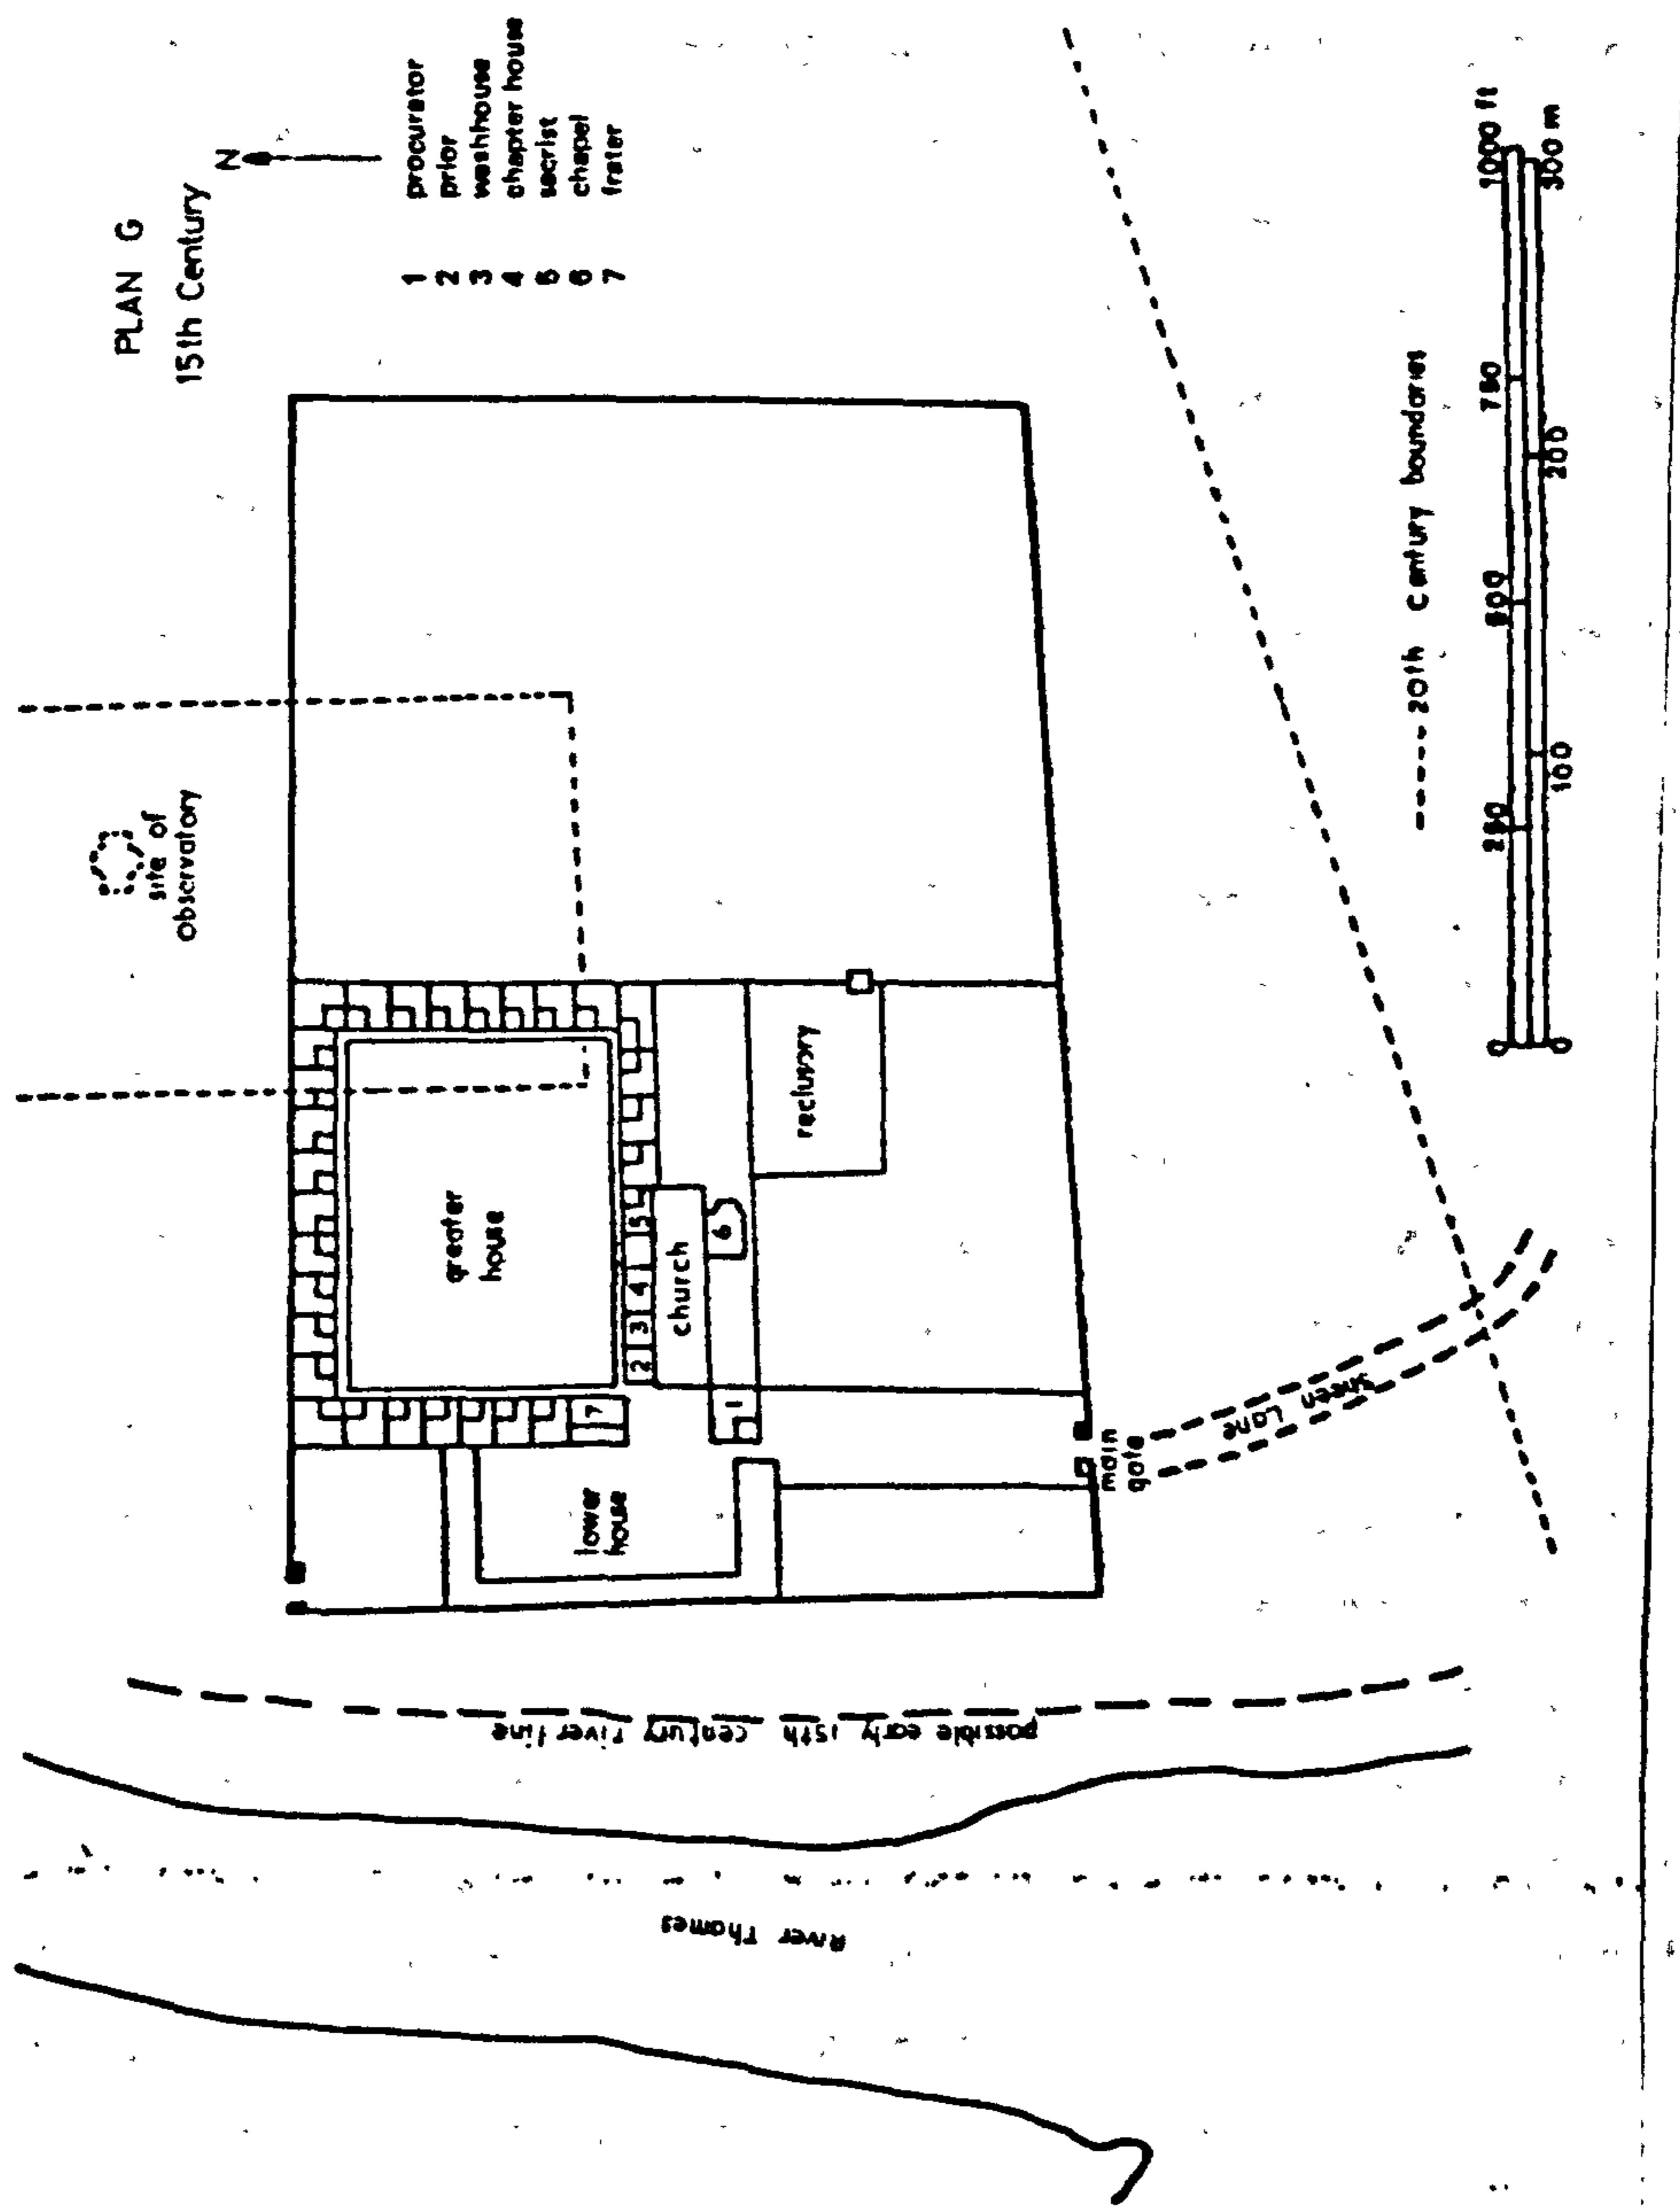 PLAN G
15th Century
N
1 procurator
2 prior
3 washhouse
4 chapter house
5 sacrist
6 chapel
7 frater
site of
observatory
greater
house
2 3 4 5
church
6
reclusory
7
1
lower
house
main
gate
Sheen Lane
possible early 15th century river line
River Thames
20th century boundaries
0 250 500 750 1000 ft
0 100 200 300 m